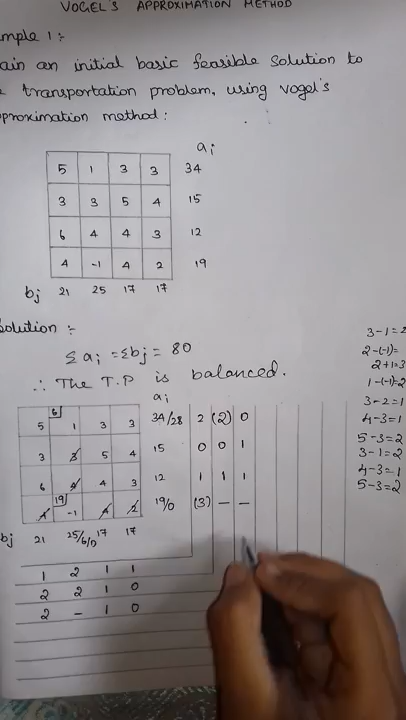 VOGEL'S APPROXIMATION METHOD
mple 1:-
ain an initial basic feasible solution to
transportation problem, using Vogel's
proximation method:
ai
5 1 3 3 34
3 3 5 4 15
6 4 4 3 12
4 -1 4 2 19
bj 21 25 17 17
Solution :-
Σai = Σbj = 80
∴ The T.P is balanced.
ai
6
5 1 3 3 34/28 2 (2) 0
3 3 5 4 15 0 0 1
6 4 4 3 12 1 1 1
19
4 -1 4 2 19/0 (3) - -
bj 21 25/6/0 17 17
1 2 1 1
2 2 1 0
2 - 1 0
3-1=2
2-(-1)=
2+1=3
1-(-1)=2
3-2=1
4-3=1
5-3=2
3-1=2
4-3=1
5-3=2